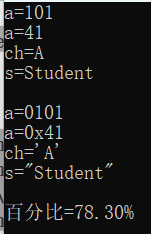 a=101
a=41
ch=A
s=Student
a=0101
a=0x41
ch='A'
s="Student"
百分比=78.30%